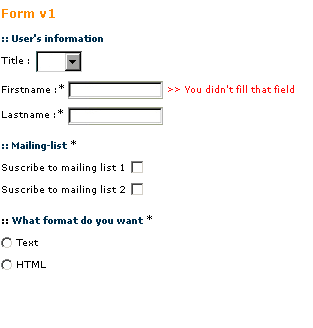 Form v1
:: User's information
Title :
Firstname :* >> You didn't fill that field
Lastname : *
:: Mailing-list *
Suscribe to mailing list 1
Suscribe to mailing list 2
:: What format do you want *
Text
HTML